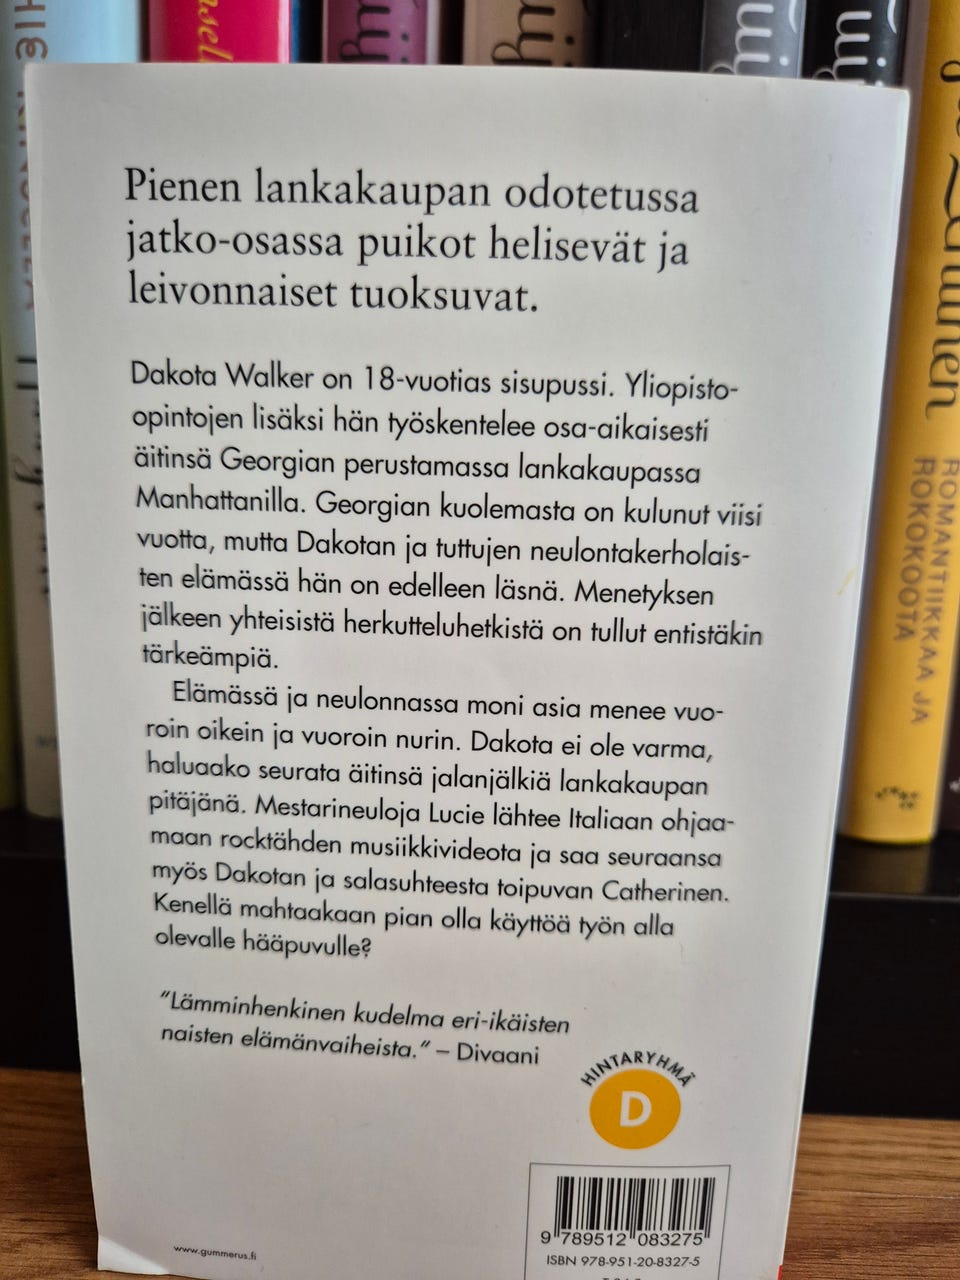 Pienen lankakaupan odotetussa
jatko-osassa puikot helisevät ja
leivonnaiset tuoksuvat.
Dakota Walker on 18-vuotias sisupussi. Yliopisto-
opintojen lisäksi hän työskentelee osa-aikaisesti
äitinsä Georgian perustamassa lankakaupassa
Manhattanilla. Georgian kuolemasta on kulunut viisi
vuotta, mutta Dakotan ja tuttujen neulontakerholais-
ten elämässä hän on edelleen läsnä. Menetyksen
jälkeen yhteisistä herkutteluhetkistä on tullut entistäkin
tärkeämpiä.
Elämässä ja neulonnassa moni asia menee vuo-
roin oikein ja vuoroin nurin. Dakota ei ole varma,
haluaako seurata äitinsä jalanjälkiä lankakaupan
pitäjänä. Mestarineuloja Lucie lähtee Italiaan ohjaa-
maan rocktähden musiikkivideota ja saa seuraansa
myös Dakotan ja salasuhteesta toipuvan Catherinen.
Kenellä mahtaakaan pian olla käyttöä työn alla
olevalle hääpuvulle?
”Lämminhenkinen kudelma eri-ikäisten
naisten elämänvaiheista.” – Divaani
HINTARYHMÄ
D
9 789512 083275
ISBN 978-951-20-8327-5
www.gummerus.fi
ROMANTIIKKAA JA
ROKOKOOTA